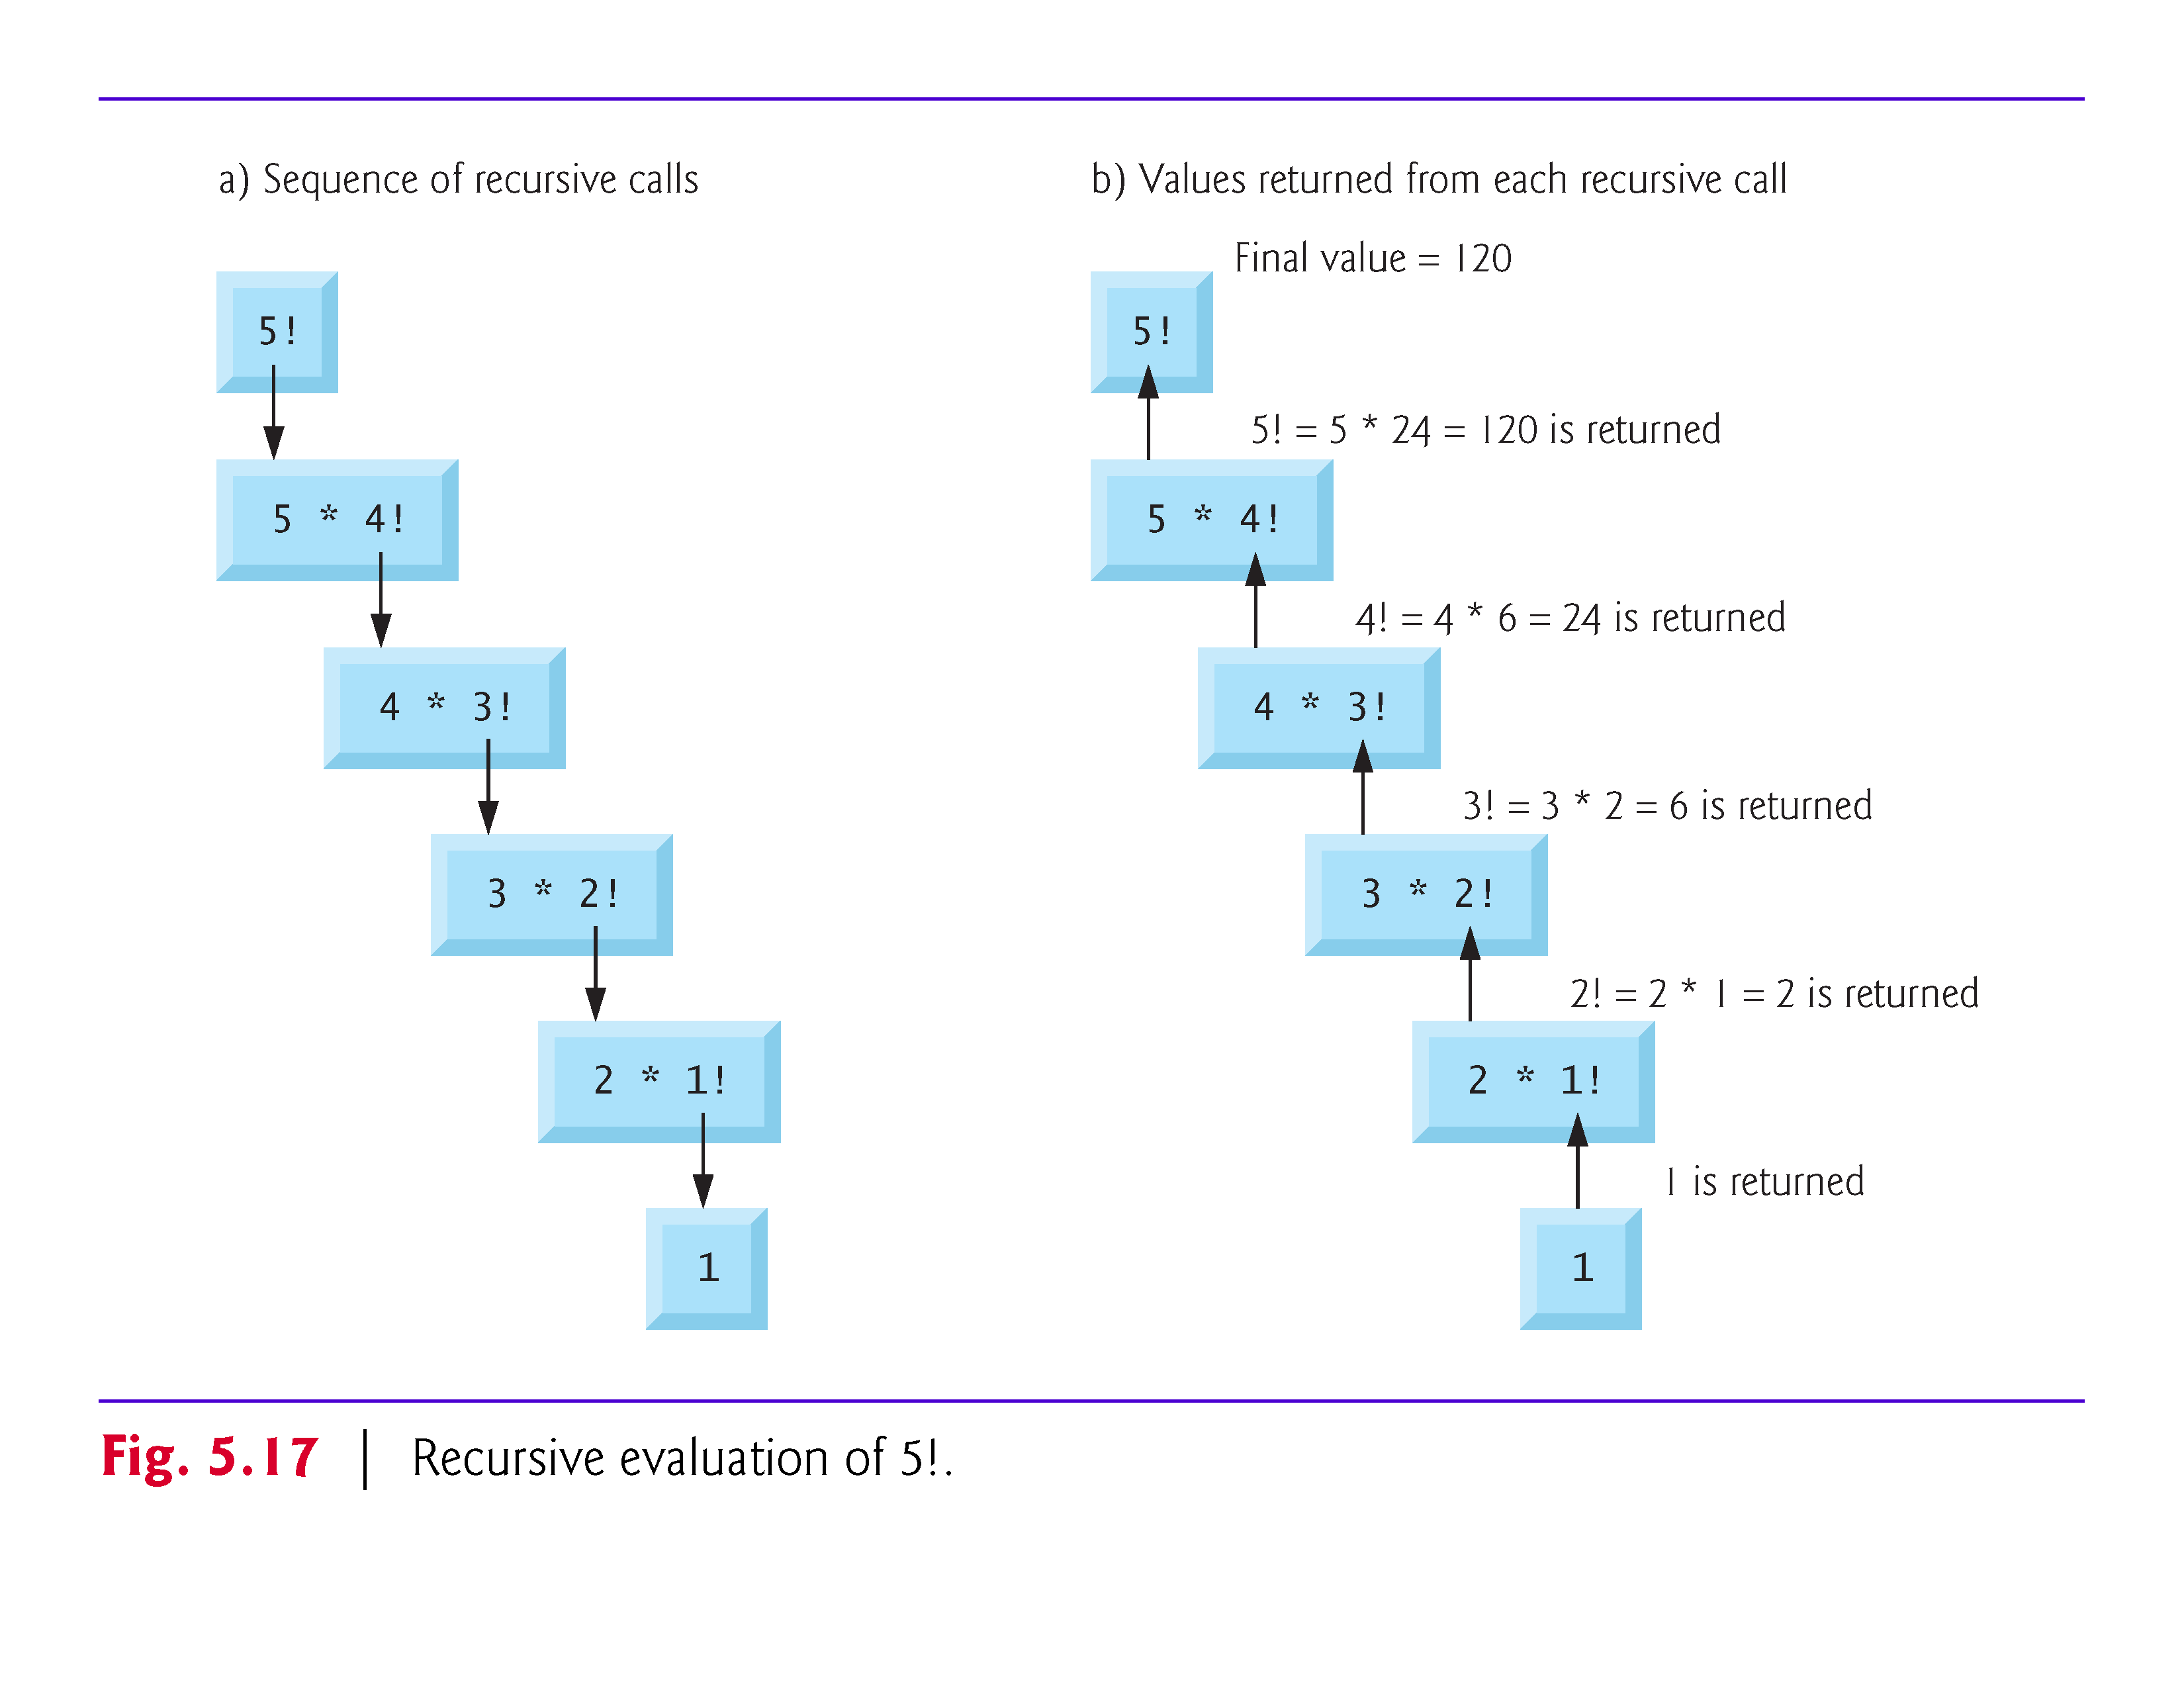 a) Sequence of recursive calls
5!
5 * 4!
4 * 3!
3 * 2!
2 * 1!
1
b) Values returned from each recursive call
Final value = 120
5!
5! = 5 * 24 = 120 is returned
5 * 4!
4! = 4 * 6 = 24 is returned
4 * 3!
3! = 3 * 2 = 6 is returned
3 * 2!
2! = 2 * 1 = 2 is returned
2 * 1!
1 is returned
1
Fig. 5.17 | Recursive evaluation of 5!.